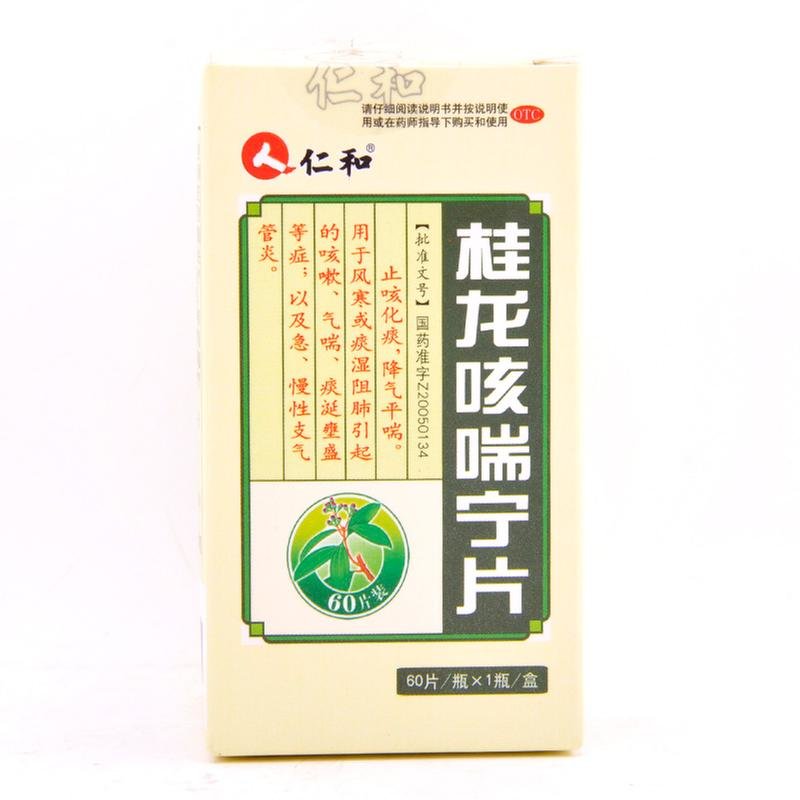 仁和
请仔细阅读说明书并按说明使
用或在药师指导下购买和使用
OTC
仁和®
桂龙咳喘宁片
【批准文号】国药准字Z20050134
止咳化痰，降气平喘。
用于风寒或痰湿阻肺引起
的咳嗽、气喘、痰涎壅盛
等症；以及急、慢性支气
管炎。
60片装
60片/瓶×1瓶/盒